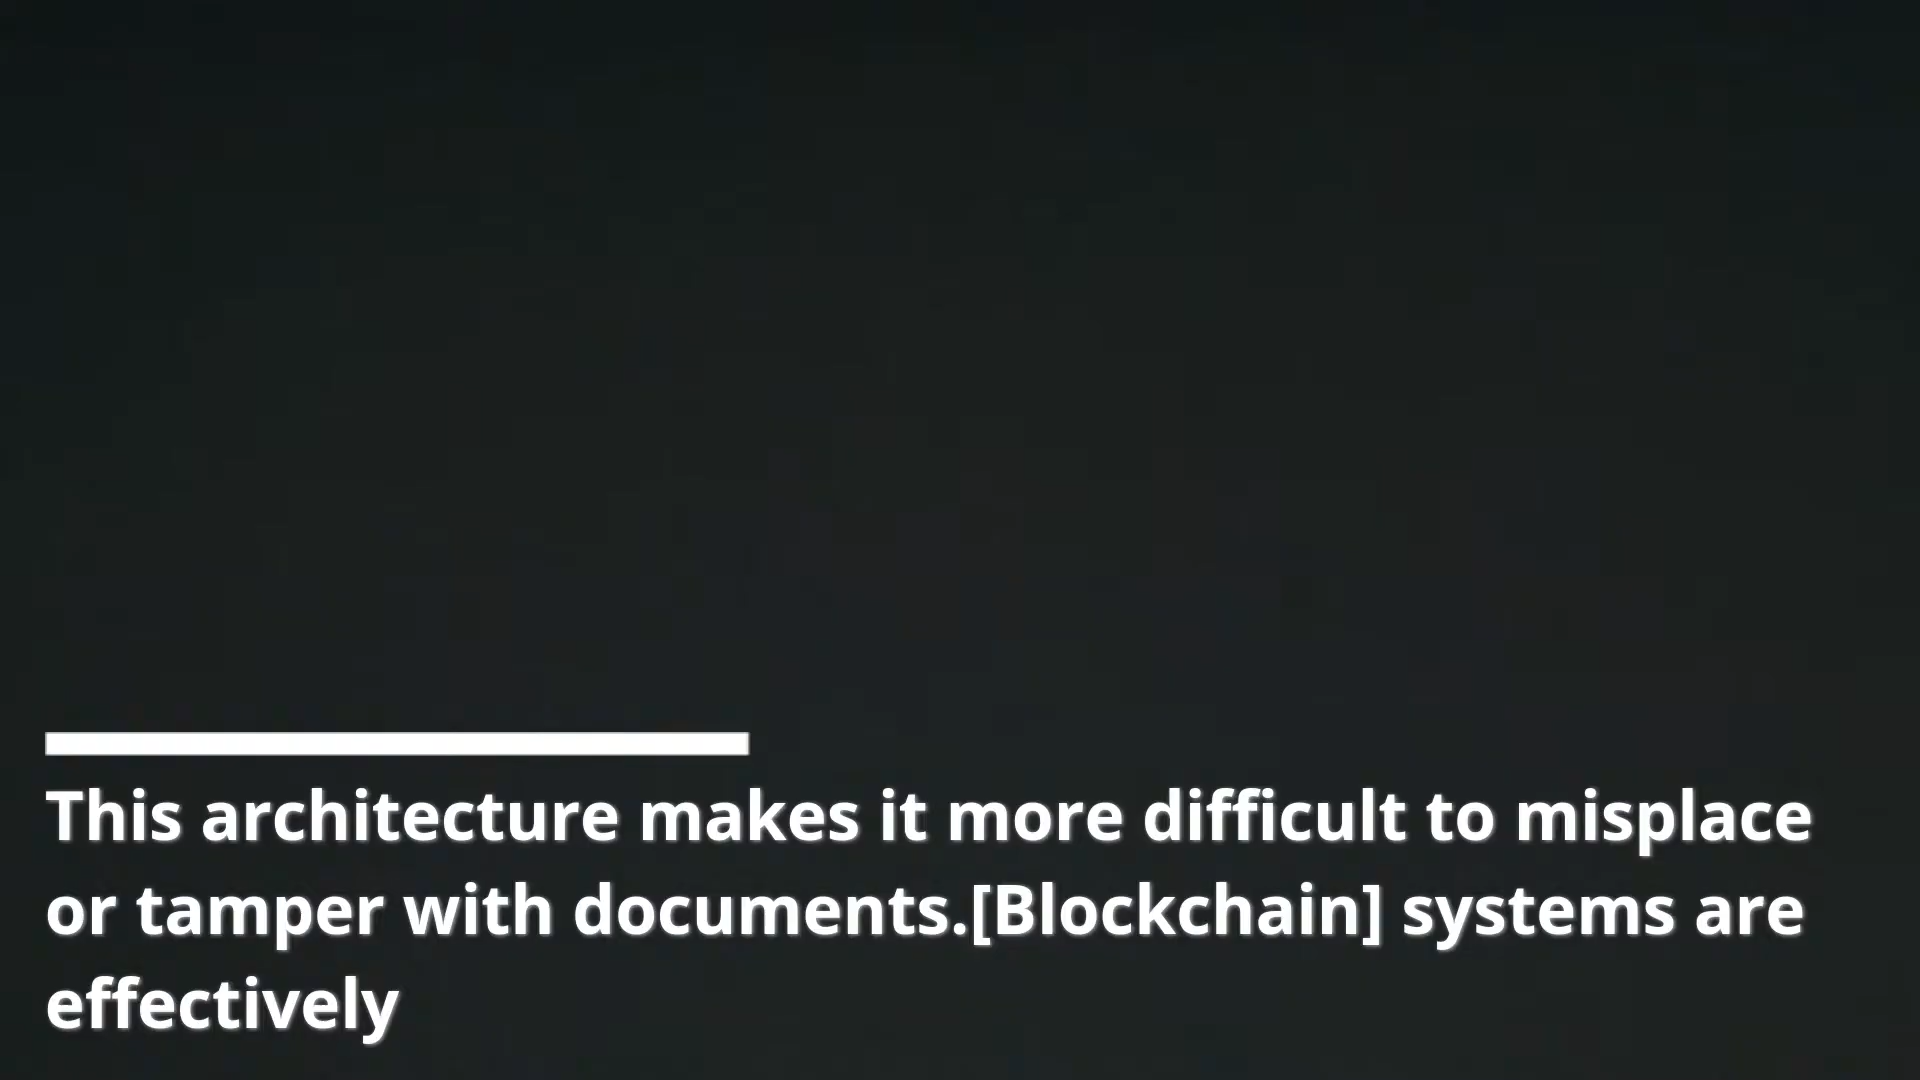 This architecture makes it more difficult to misplace
or tamper with documents.[Blockchain] systems are
effectively